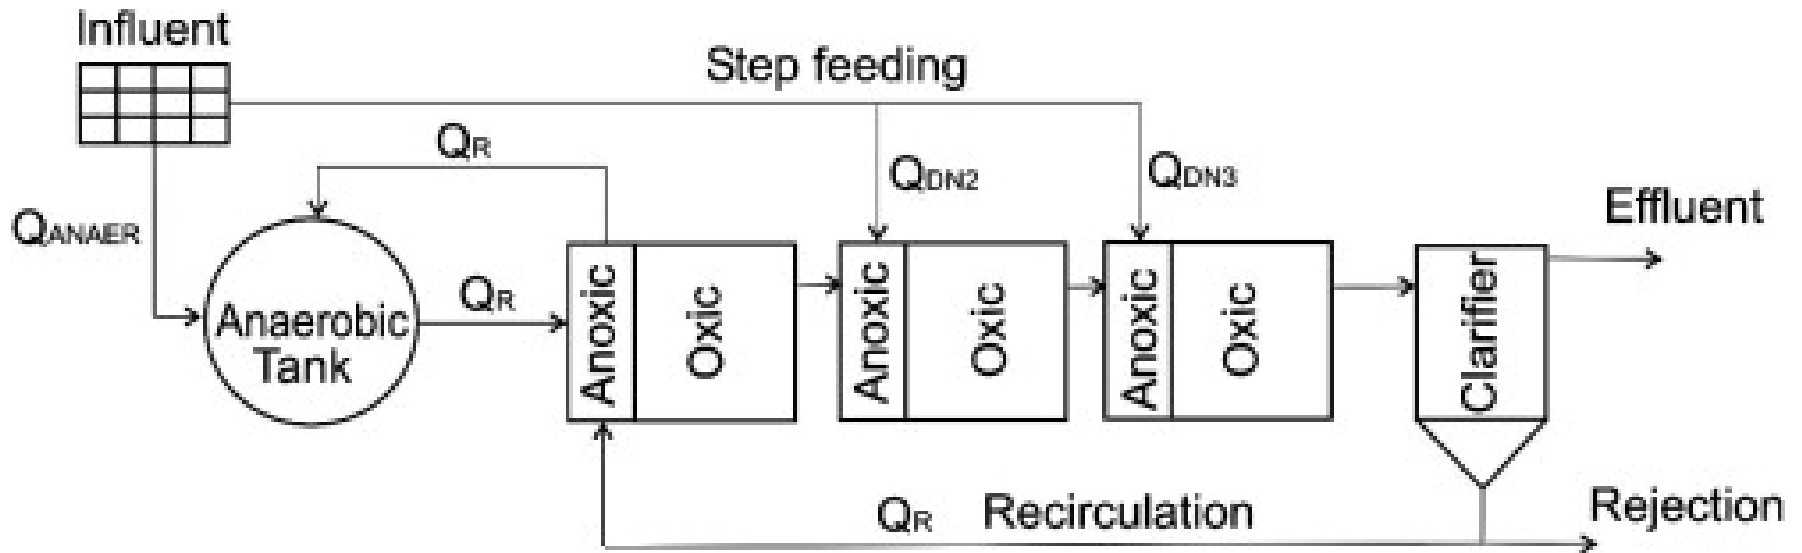 Influent
Step feeding
QR
QDN2
QDN3
QANAER
Effluent
Anaerobic
Tank
QR
Anoxic
Oxic
Anoxic
Oxic
Anoxic
Oxic
Clarifier
QR Recirculation
Rejection